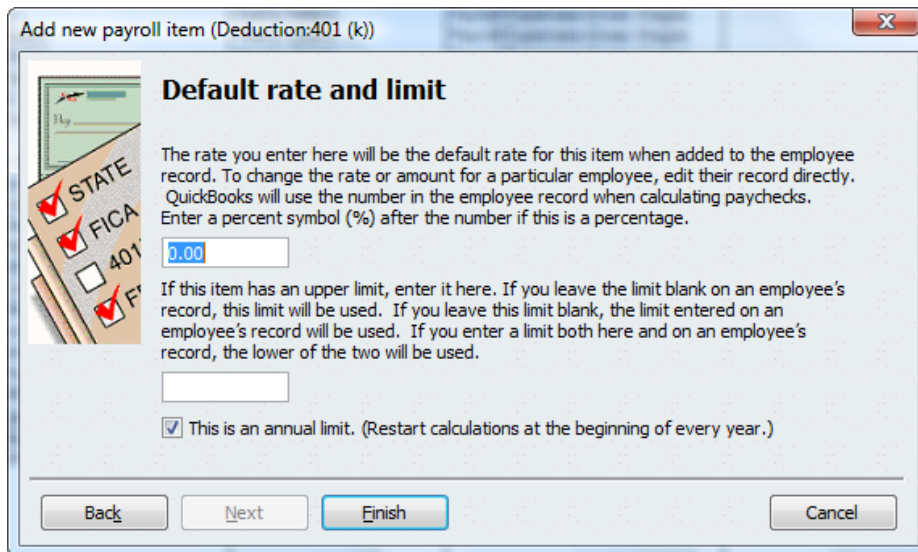 Add new payroll item (Deduction:401 (k))
Default rate and limit
The rate you enter here will be the default rate for this item when added to the employee
record. To change the rate or amount for a particular employee, edit their record directly.
QuickBooks will use the number in the employee record when calculating paychecks.
Enter a percent symbol (%) after the number if this is a percentage.
STATE
FICA
401
0.00
If this item has an upper limit, enter it here. If you leave the limit blank on an employee's
record, this limit will be used. If you leave this limit blank, the limit entered on an
employee's record will be used. If you enter a limit both here and on an employee's
record, the lower of the two will be used.
This is an annual limit. (Restart calculations at the beginning of every year.)
Back
Next
Finish
Cancel